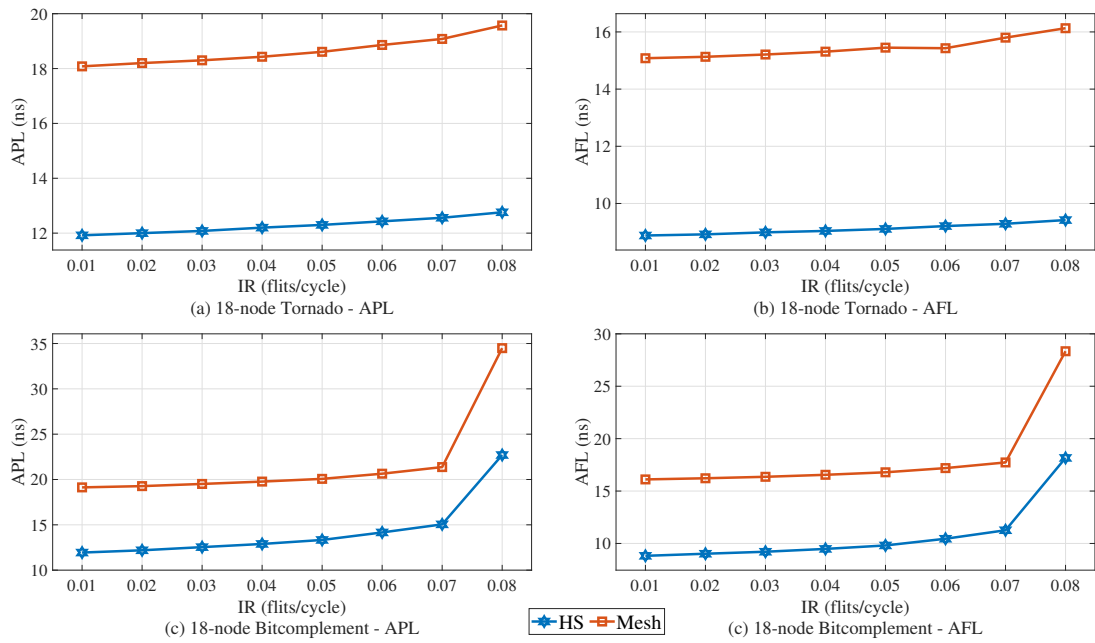 20
18
16
14
12
APL (ns)
0.01 0.02 0.03 0.04 0.05 0.06 0.07 0.08
IR (flits/cycle)
(a) 18-node Tornado - APL
16
14
12
10
AFL (ns)
0.01 0.02 0.03 0.04 0.05 0.06 0.07 0.08
IR (flits/cycle)
(b) 18-node Tornado - AFL
35
30
25
20
15
10
APL (ns)
0.01 0.02 0.03 0.04 0.05 0.06 0.07 0.08
IR (flits/cycle)
(c) 18-node Bitcomplement - APL
30
25
20
15
10
AFL (ns)
0.01 0.02 0.03 0.04 0.05 0.06 0.07 0.08
IR (flits/cycle)
(c) 18-node Bitcomplement - AFL
HS Mesh